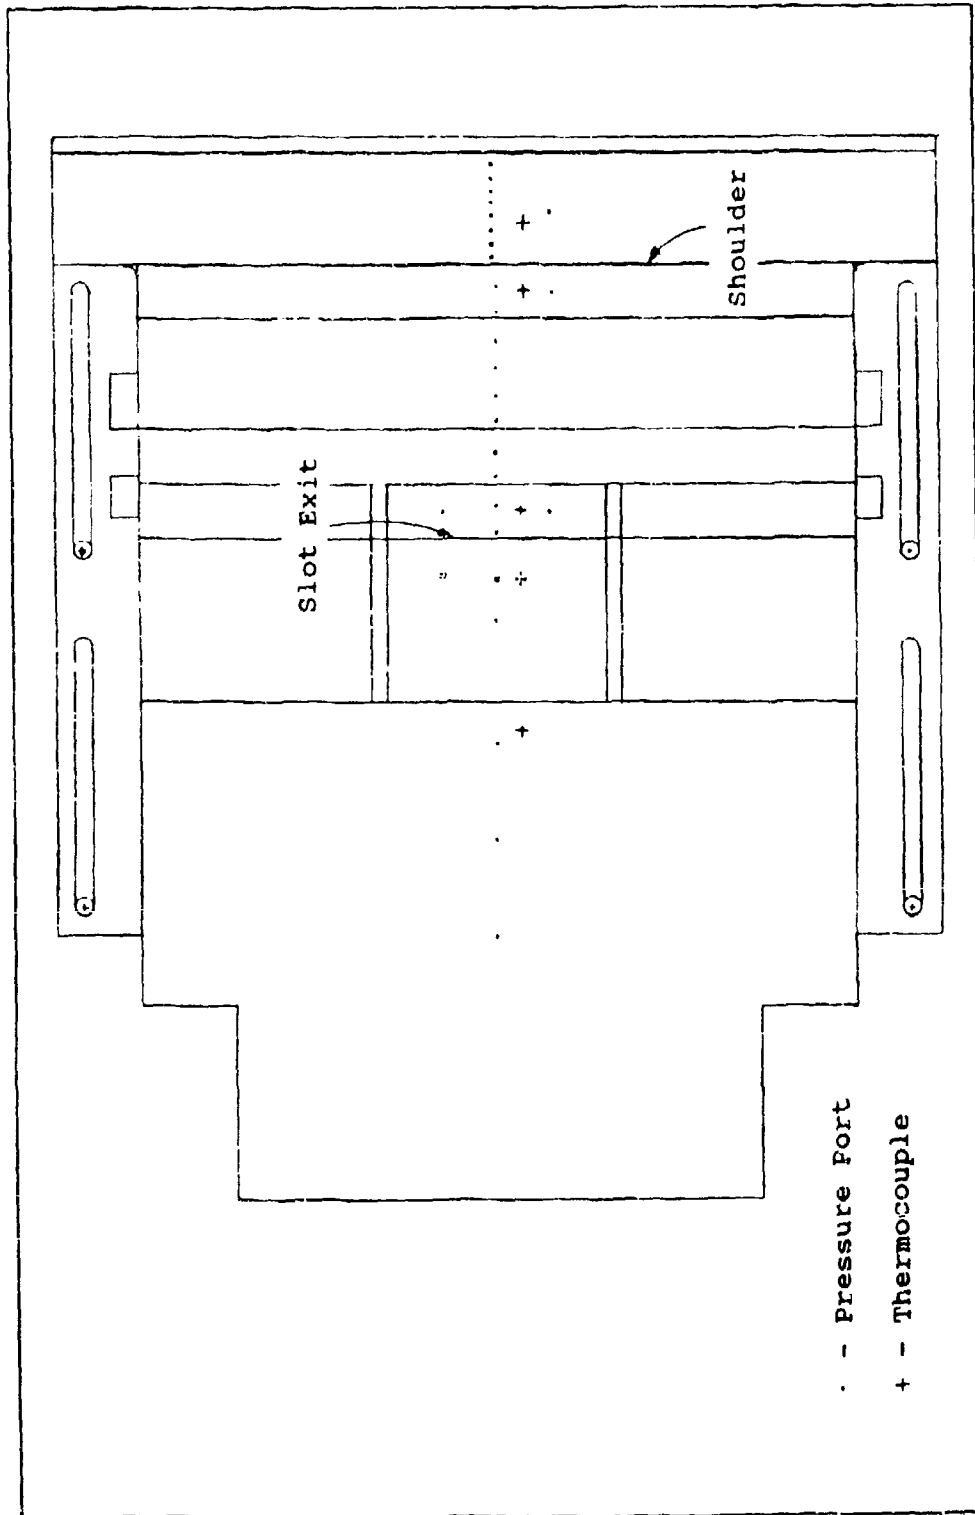 Slot Exit
Shoulder
. - Pressure Port
+ - Thermocouple